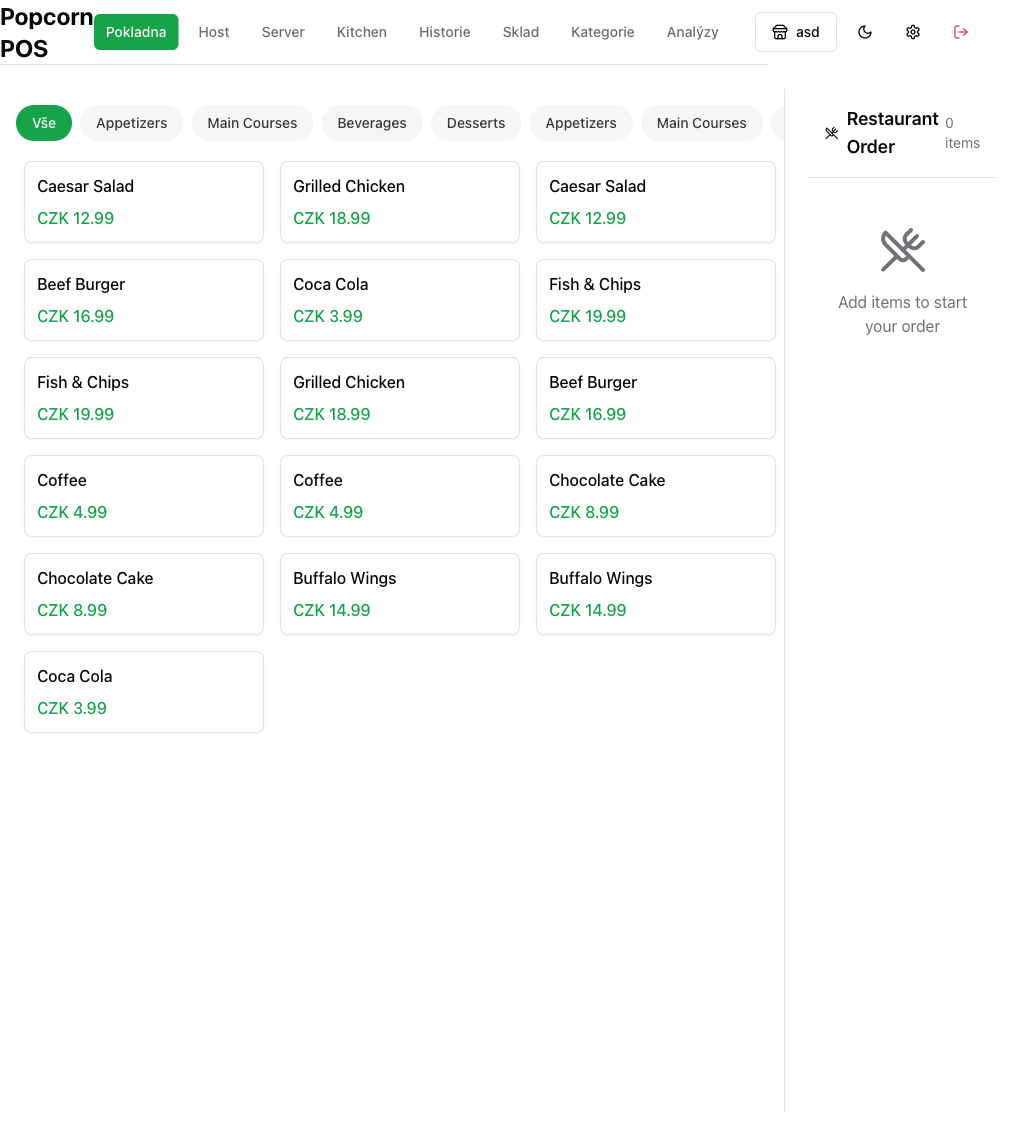 Popcorn
POS
Pokladna
Host
Server
Kitchen
Historie
Sklad
Kategorie
Analýzy
asd
Vše
Appetizers
Main Courses
Beverages
Desserts
Appetizers
Main Courses
Restaurant
Order
0
items
Caesar Salad
CZK 12.99
Grilled Chicken
CZK 18.99
Caesar Salad
CZK 12.99
Beef Burger
CZK 16.99
Coca Cola
CZK 3.99
Fish & Chips
CZK 19.99
Fish & Chips
CZK 19.99
Grilled Chicken
CZK 18.99
Beef Burger
CZK 16.99
Coffee
CZK 4.99
Coffee
CZK 4.99
Chocolate Cake
CZK 8.99
Chocolate Cake
CZK 8.99
Buffalo Wings
CZK 14.99
Buffalo Wings
CZK 14.99
Coca Cola
CZK 3.99
Add items to start
your order